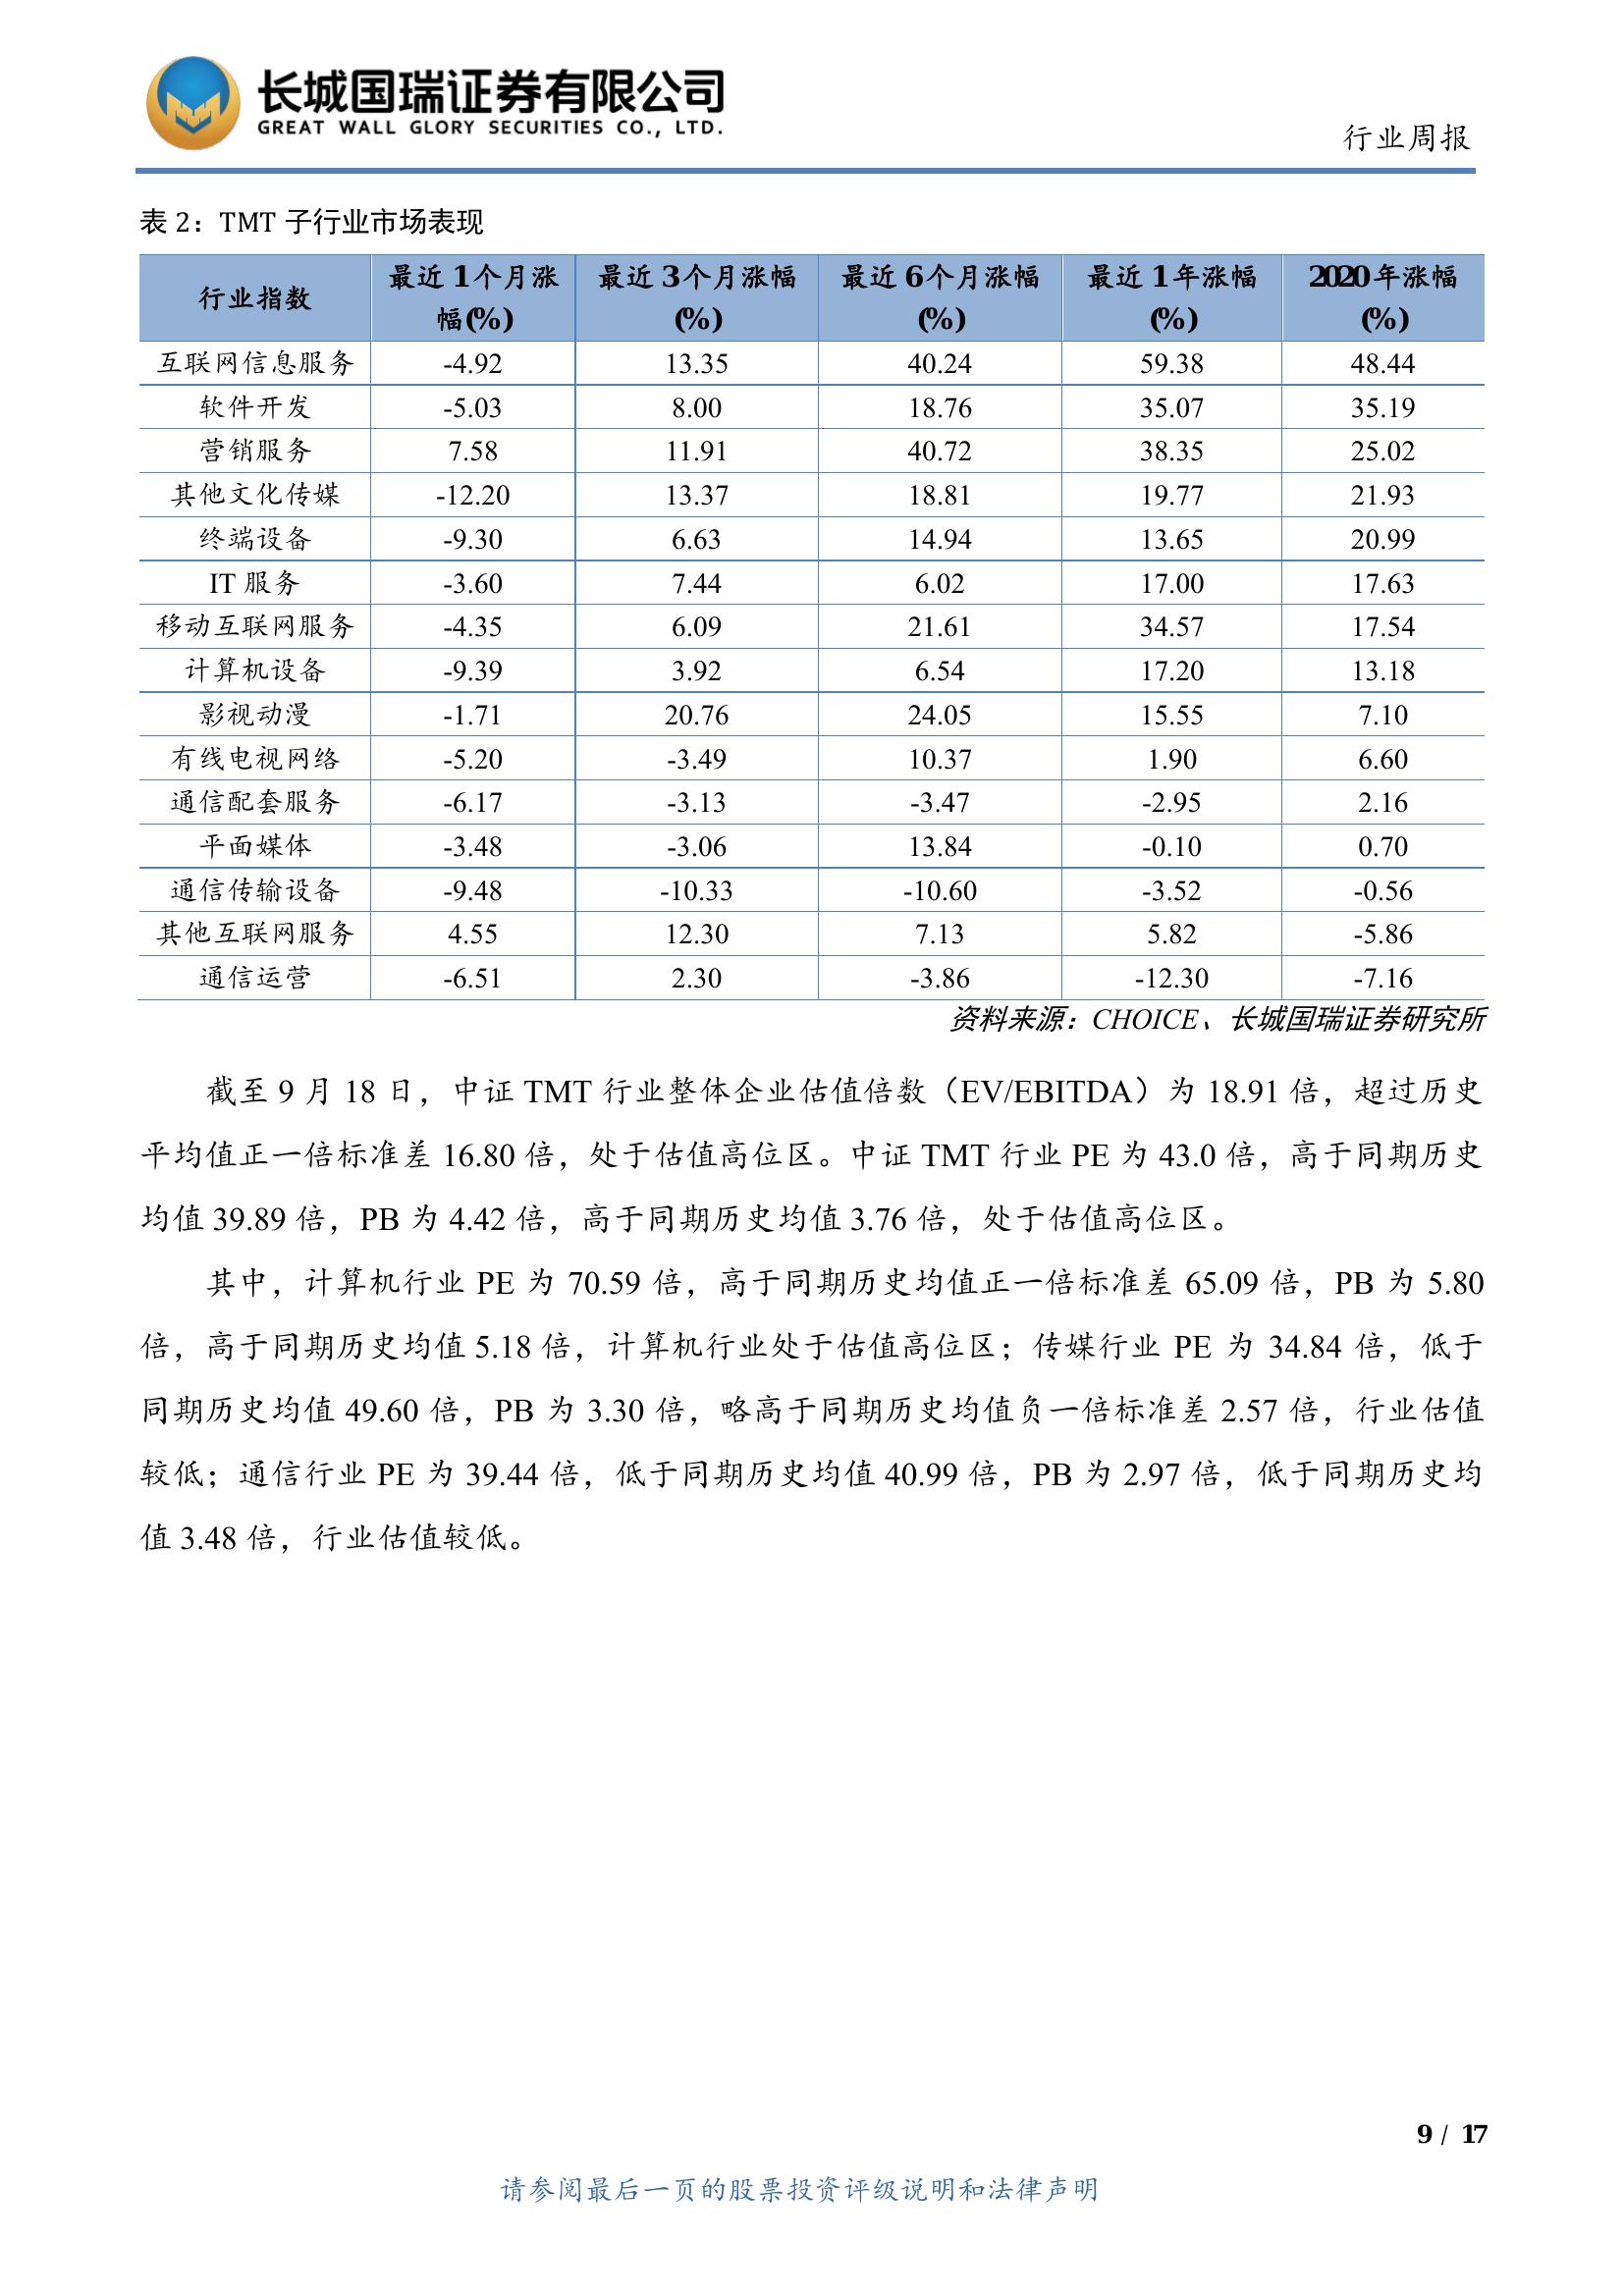 长城国瑞证券有限公司
GREAT WALL GLORY SECURITIES CO., LTD.
行业周报
表 2：TMT 子行业市场表现
行业指数 最近 1个月涨幅(%) 最近 3个月涨幅(%) 最近 6个月涨幅(%) 最近 1年涨幅(%) 2020年涨幅(%)
互联网信息服务 -4.92 13.35 40.24 59.38 48.44
软件开发 -5.03 8.00 18.76 35.07 35.19
营销服务 7.58 11.91 40.72 38.35 25.02
其他文化传媒 -12.20 13.37 18.81 19.77 21.93
终端设备 -9.30 6.63 14.94 13.65 20.99
IT 服务 -3.60 7.44 6.02 17.00 17.63
移动互联网服务 -4.35 6.09 21.61 34.57 17.54
计算机设备 -9.39 3.92 6.54 17.20 13.18
影视动漫 -1.71 20.76 24.05 15.55 7.10
有线电视网络 -5.20 -3.49 10.37 1.90 6.60
通信配套服务 -6.17 -3.13 -3.47 -2.95 2.16
平面媒体 -3.48 -3.06 13.84 -0.10 0.70
通信传输设备 -9.48 -10.33 -10.60 -3.52 -0.56
其他互联网服务 4.55 12.30 7.13 5.82 -5.86
通信运营 -6.51 2.30 -3.86 -12.30 -7.16
资料来源：CHOICE、长城国瑞证券研究所
截至 9 月 18 日，中证 TMT 行业整体企业估值倍数（EV/EBITDA）为 18.91 倍，超过历史
平均值正一倍标准差 16.80 倍，处于估值高位区。中证 TMT 行业 PE 为 43.0 倍，高于同期历史
均值 39.89 倍，PB 为 4.42 倍，高于同期历史均值 3.76 倍，处于估值高位区。
其中，计算机行业 PE 为 70.59 倍，高于同期历史均值正一倍标准差 65.09 倍，PB 为 5.80
倍，高于同期历史均值 5.18 倍，计算机行业处于估值高位区；传媒行业 PE 为 34.84 倍，低于
同期历史均值 49.60 倍，PB 为 3.30 倍，略高于同期历史均值负一倍标准差 2.57 倍，行业估值
较低；通信行业 PE 为 39.44 倍，低于同期历史均值 40.99 倍，PB 为 2.97 倍，低于同期历史均
值 3.48 倍，行业估值较低。
9 / 17
请参阅最后一页的股票投资评级说明和法律声明